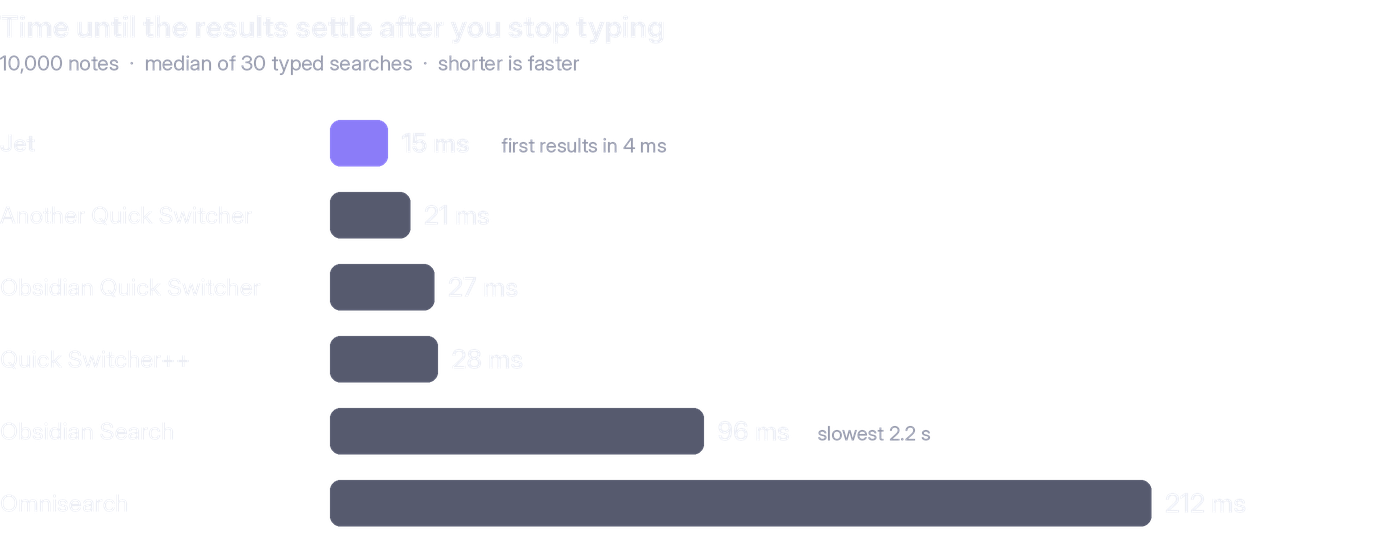 Time until the results settle after you stop typing
10,000 notes · median of 30 typed searches · shorter is faster
Jet 15 ms first results in 4 ms
Another Quick Switcher 21 ms
Obsidian Quick Switcher 27 ms
Quick Switcher++ 28 ms
Obsidian Search 96 ms slowest 2.2 s
Omnisearch 212 ms